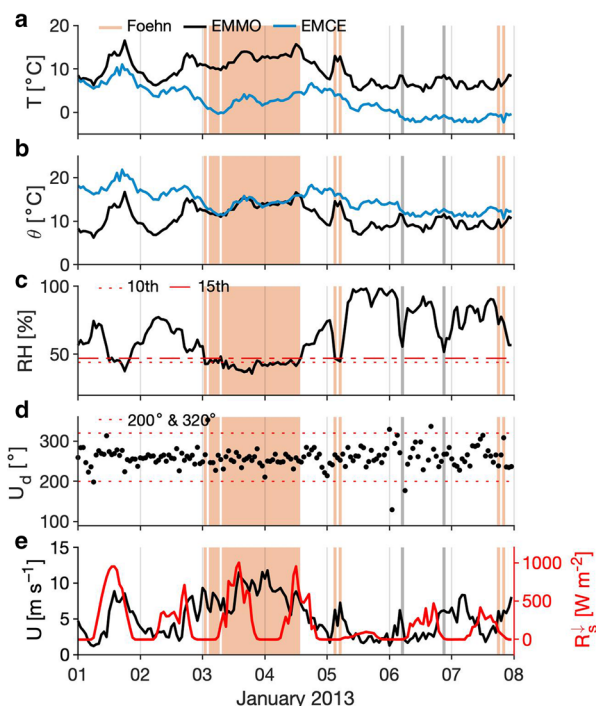 a
Foehn EMMO EMCE
20
10
0
T [°C]
b
20
10
0
θ [°C]
c
10th 15th
100
50
RH [%]
d
200° & 320°
300
200
100
U_d [°]
e
15
10
5
0
U [m s⁻¹]
1000
500
0
R_s^↓ [W m⁻²]
01 02 03 04 05 06 07 08
January 2013